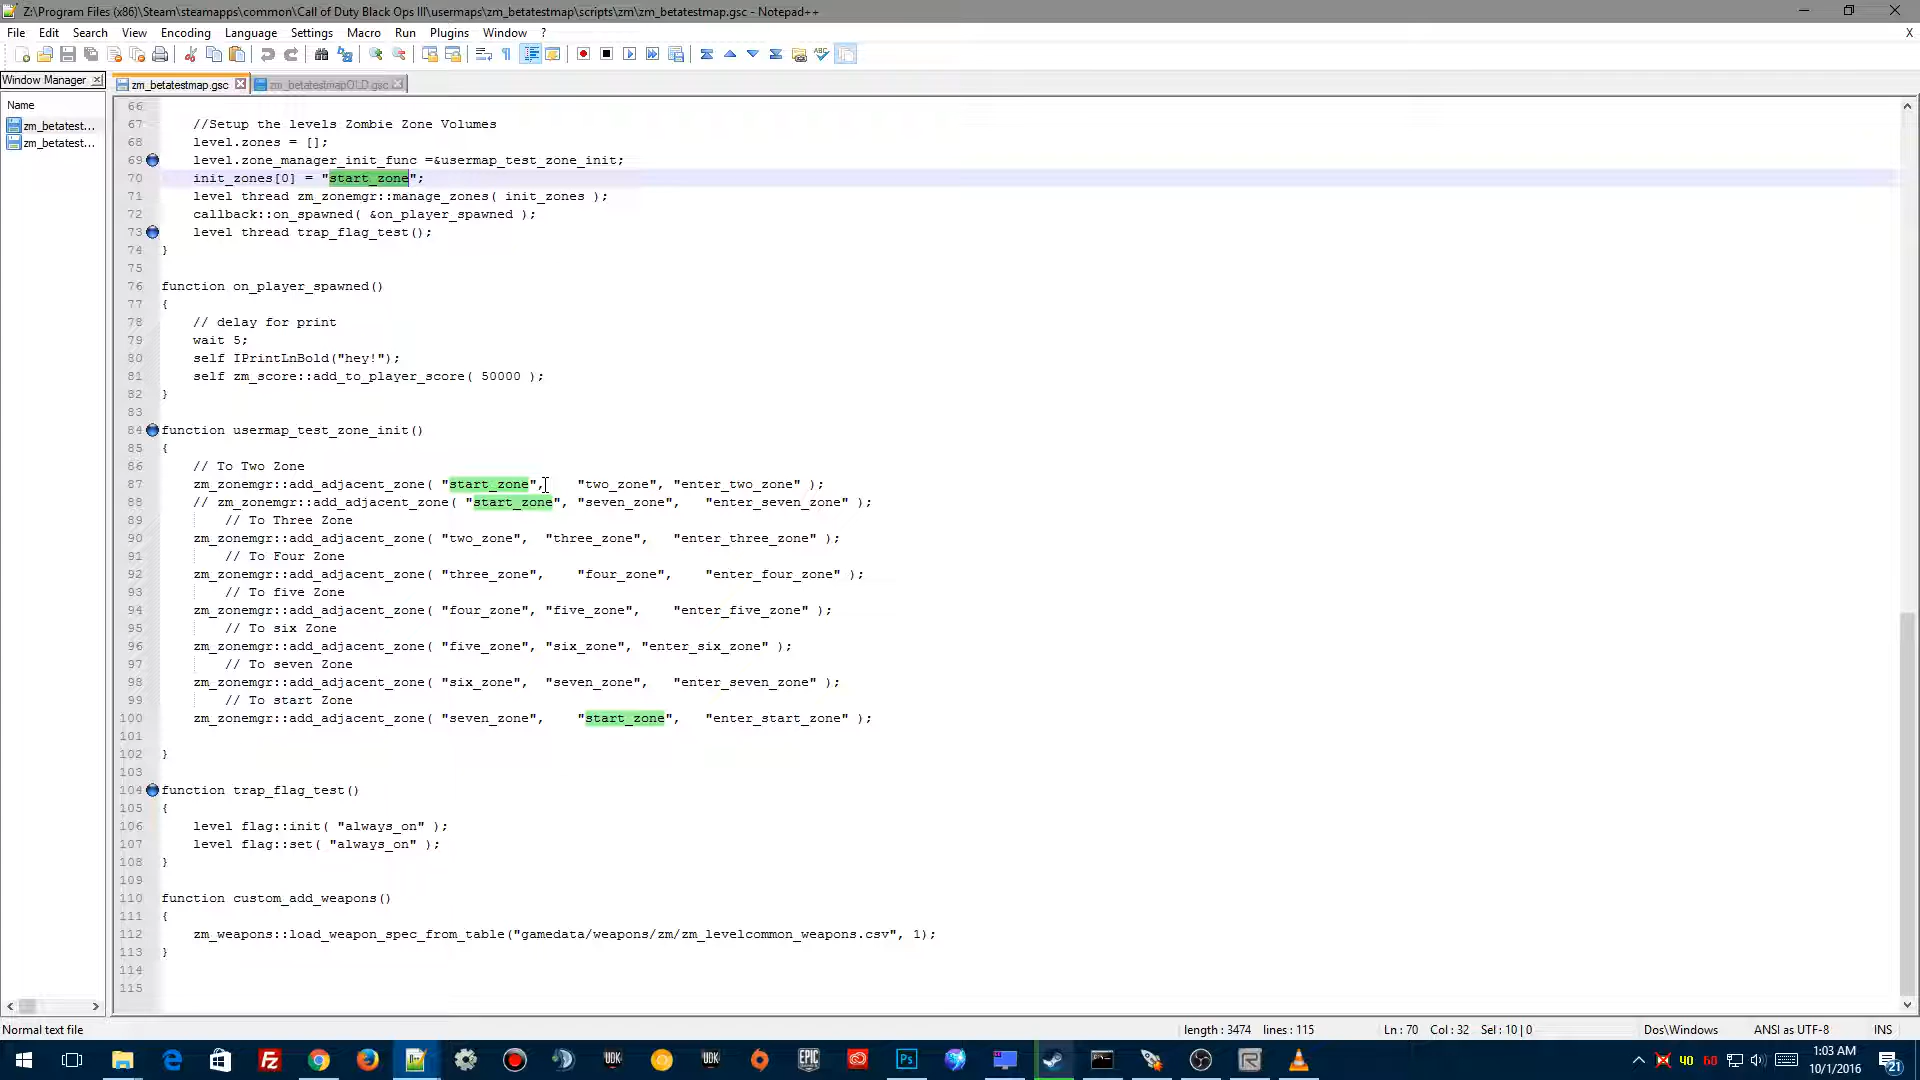 Z:\Program Files (x86)\Steam\steamapps\common\Call of Duty Black Ops III\usermaps\zm_betatestmap\scripts\zm\zm_betatestmap.gsc - Notepad++
File Edit Search View Encoding Language Settings Macro Run Plugins Window ? X
Window Manager
zm_betatestmap.gsc zm_betatestmapOLD.gsc
Name
zm_betatest...
zm_betatest...
66
67 //Setup the levels Zombie Zone Volumes
68 level.zones = [];
69 level.zone_manager_init_func =&usermap_test_zone_init;
70 init_zones[0] = "start_zone";
71 level thread zm_zonemgr::manage_zones( init_zones );
72 callback::on_spawned( &on_player_spawned );
73 level thread trap_flag_test();
74 }
75
76 function on_player_spawned()
77 {
78 // delay for print
79 wait 5;
80 self IPrintLnBold("hey!");
81 self zm_score::add_to_player_score( 50000 );
82 }
83
84 function usermap_test_zone_init()
85 {
86 // To Two Zone
87 zm_zonemgr::add_adjacent_zone( "start_zone", "two_zone", "enter_two_zone" );
88 // zm_zonemgr::add_adjacent_zone( "start_zone", "seven_zone", "enter_seven_zone" );
89 // To Three Zone
90 zm_zonemgr::add_adjacent_zone( "two_zone", "three_zone", "enter_three_zone" );
91 // To Four Zone
92 zm_zonemgr::add_adjacent_zone( "three_zone", "four_zone", "enter_four_zone" );
93 // To five Zone
94 zm_zonemgr::add_adjacent_zone( "four_zone", "five_zone", "enter_five_zone" );
95 // To six Zone
96 zm_zonemgr::add_adjacent_zone( "five_zone", "six_zone", "enter_six_zone" );
97 // To seven Zone
98 zm_zonemgr::add_adjacent_zone( "six_zone", "seven_zone", "enter_seven_zone" );
99 // To start Zone
100 zm_zonemgr::add_adjacent_zone( "seven_zone", "start_zone", "enter_start_zone" );
101
102 }
103
104 function trap_flag_test()
105 {
106 level flag::init( "always_on" );
107 level flag::set( "always_on" );
108 }
109
110 function custom_add_weapons()
111 {
112 zm_weapons::load_weapon_spec_from_table("gamedata/weapons/zm/zm_levelcommon_weapons.csv", 1);
113 }
114
115
Normal text file length : 3474 lines : 115 Ln : 70 Col : 32 Sel : 10 | 0 Dos\Windows ANSI as UTF-8 INS
UDK UDK EPIC GAMES Ps 40 60 1:03 AM
10/1/2016 21